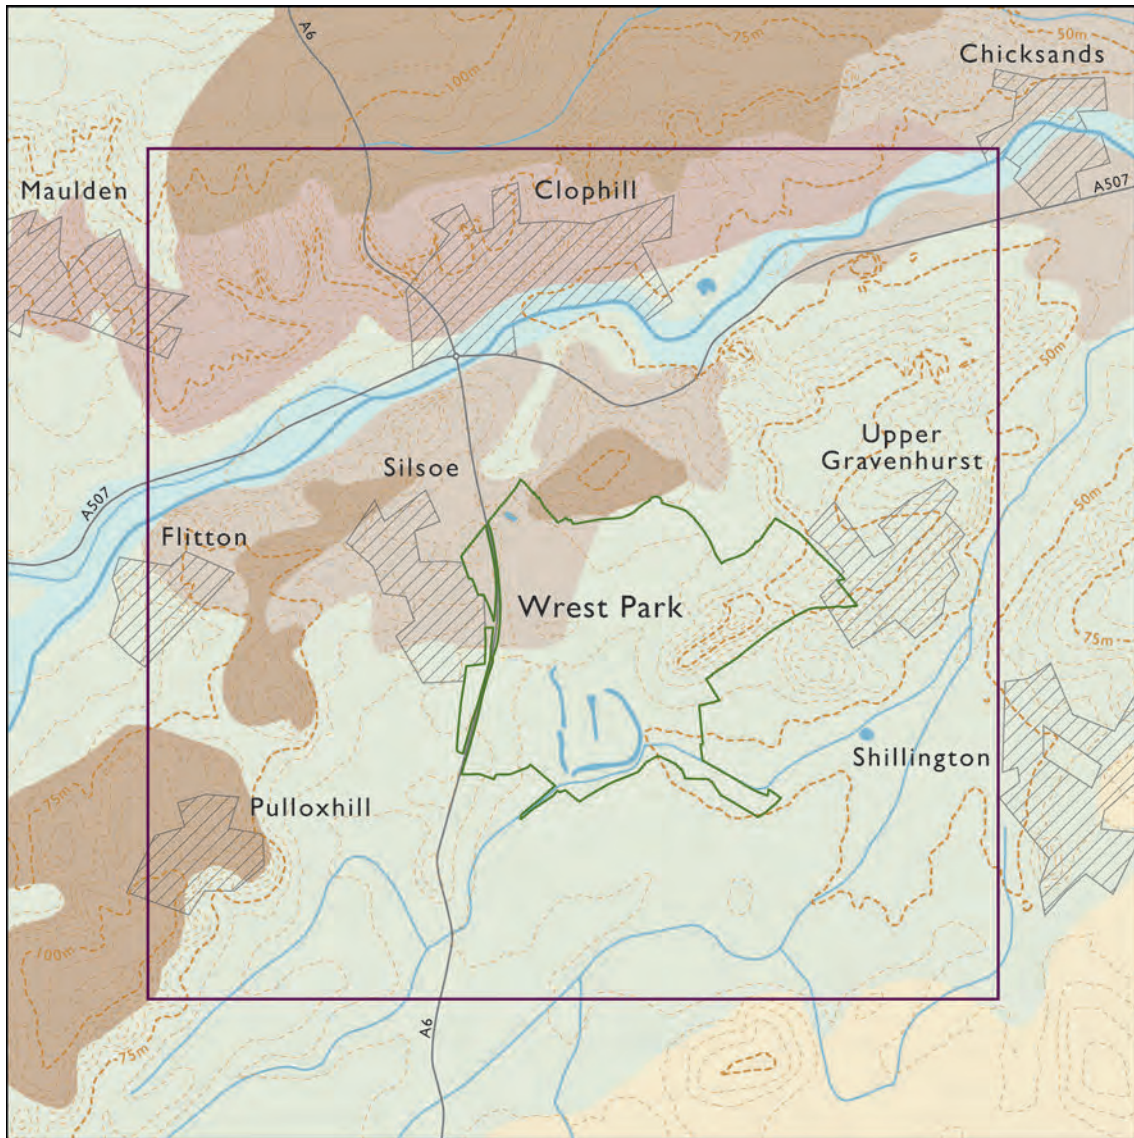 A6
75m
50m
Chicksands
100m
Maulden
Clophill
A507
50m
Upper
Gravenhurst
Silsoe
A507
50m
Flitton
Wrest Park
75m
Shillington
75m
Pulloxhill
100m
A6
75m